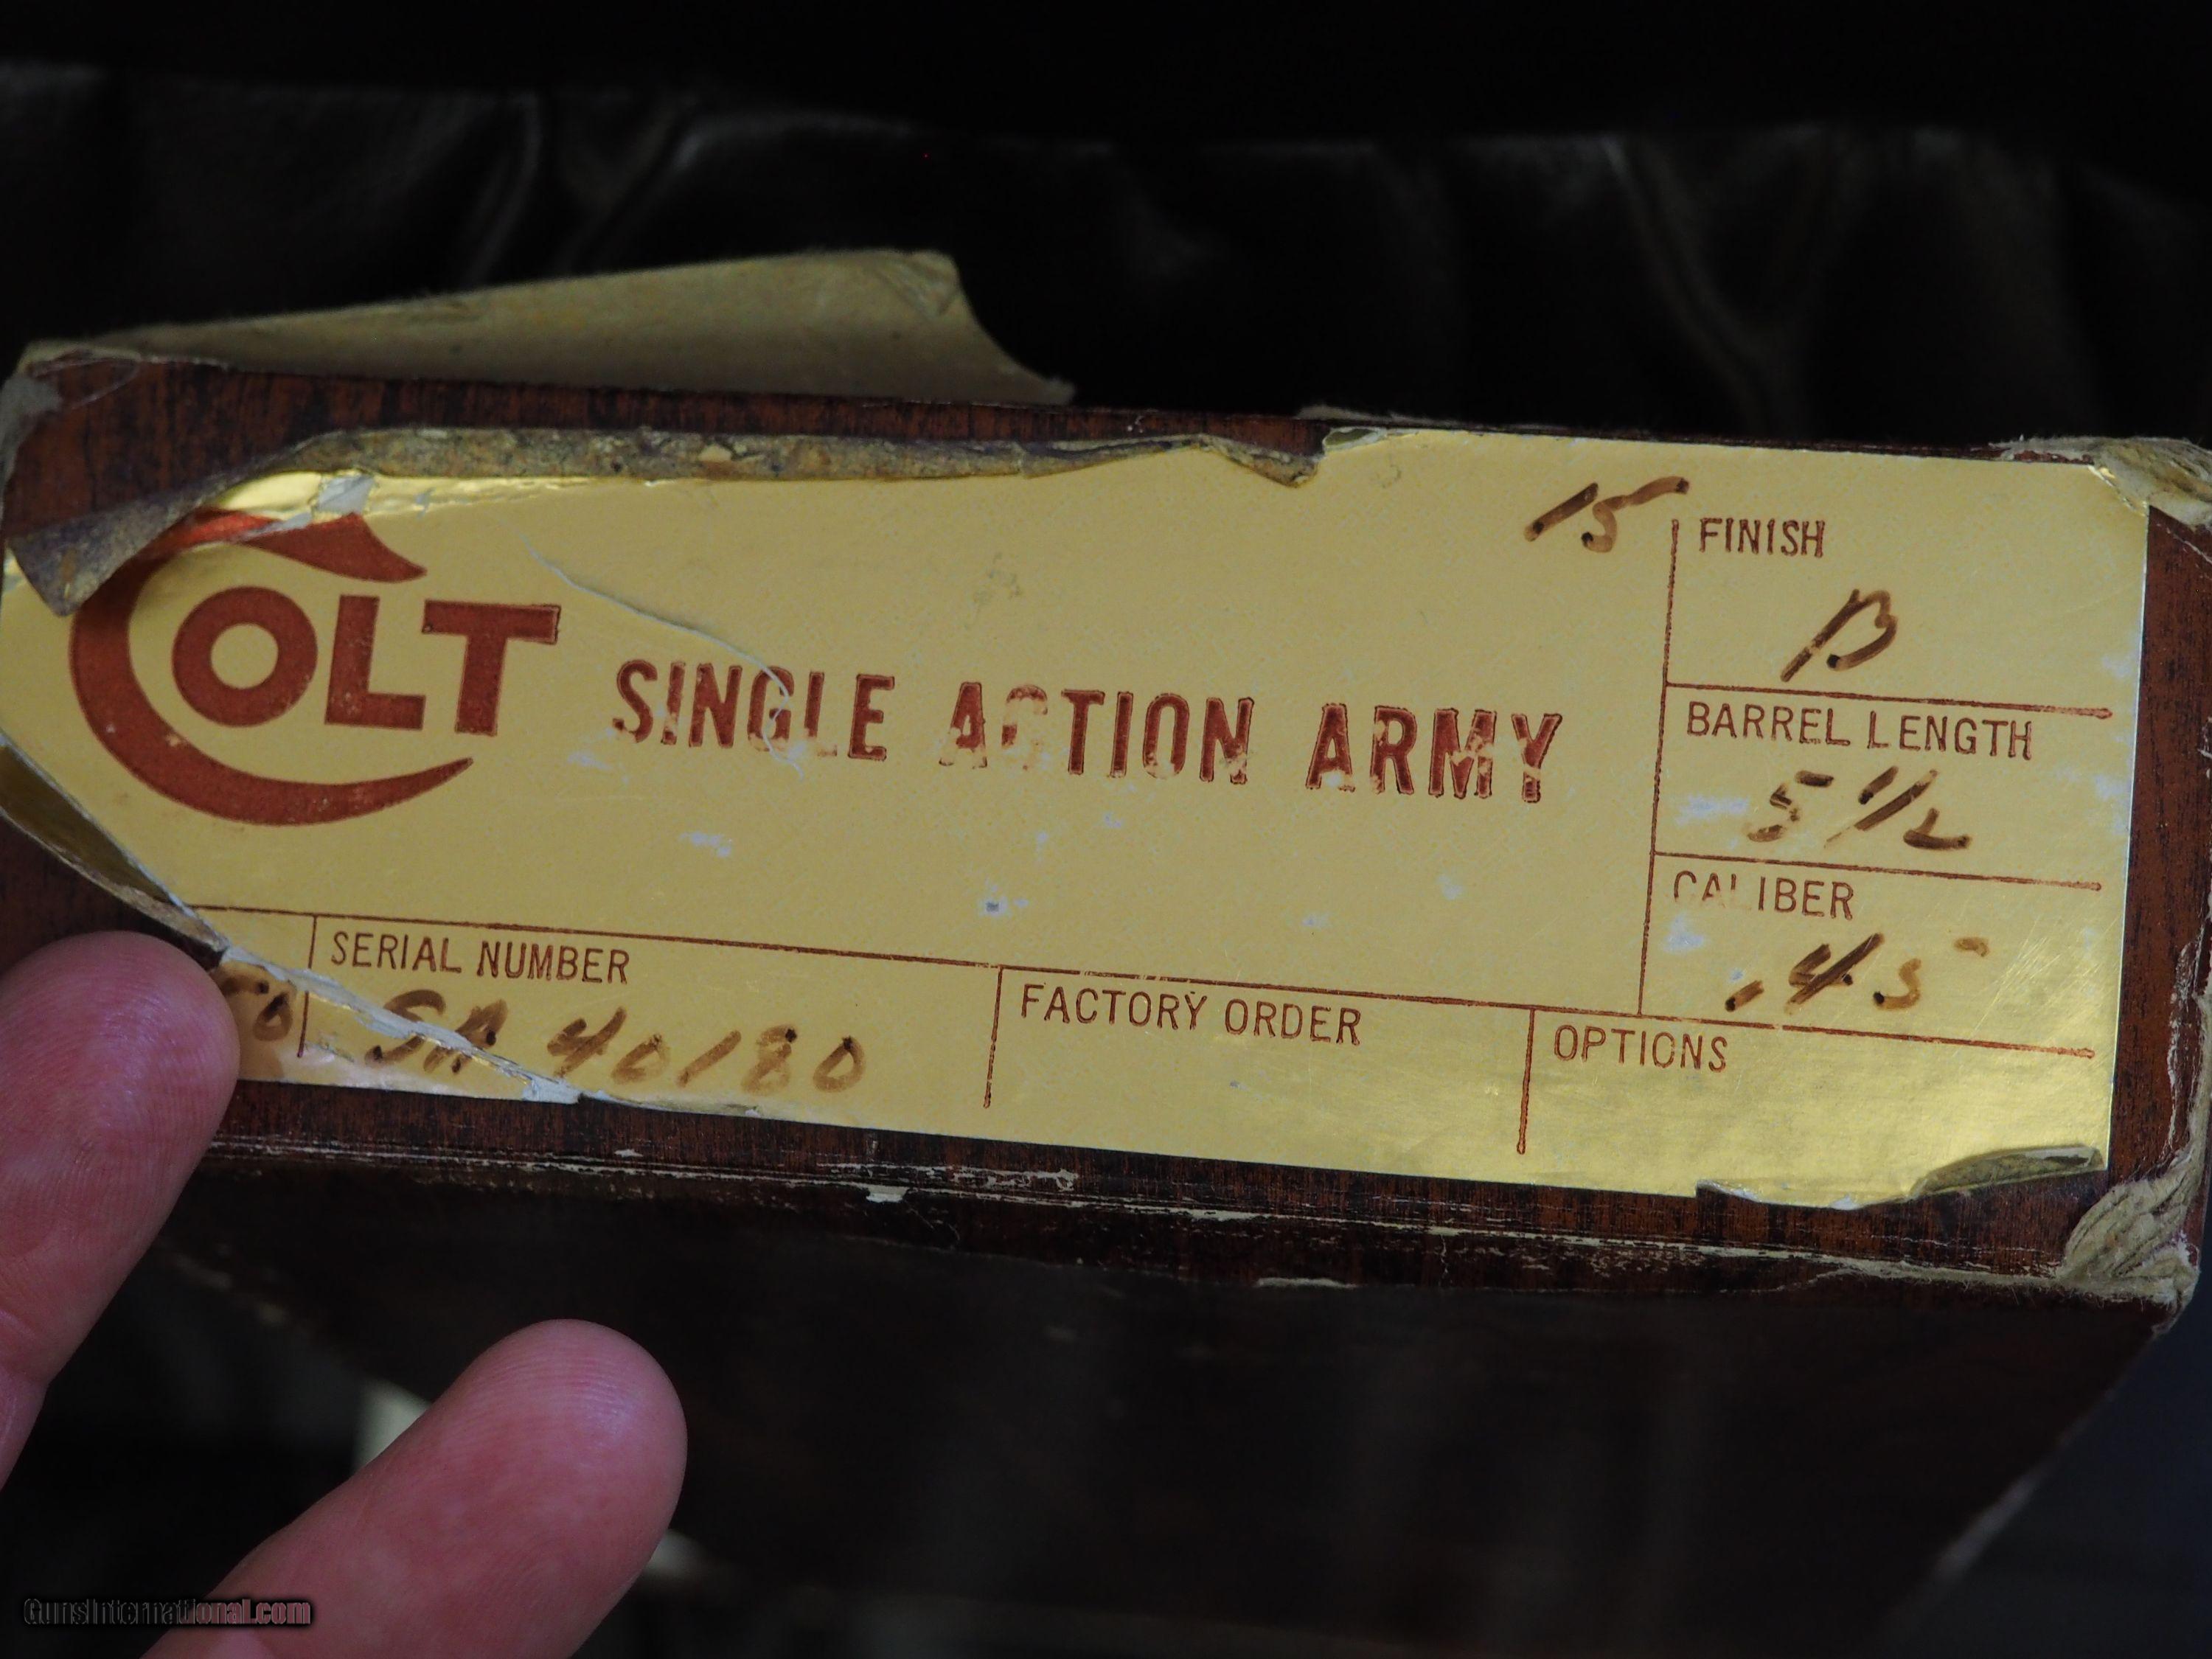 15
FINISH
B
COLT
SINGLE ACTION ARMY
BARREL LENGTH
5 1/2
CALIBER
.45
SERIAL NUMBER
SA 40180
FACTORY ORDER
OPTIONS
GunsInternational.com